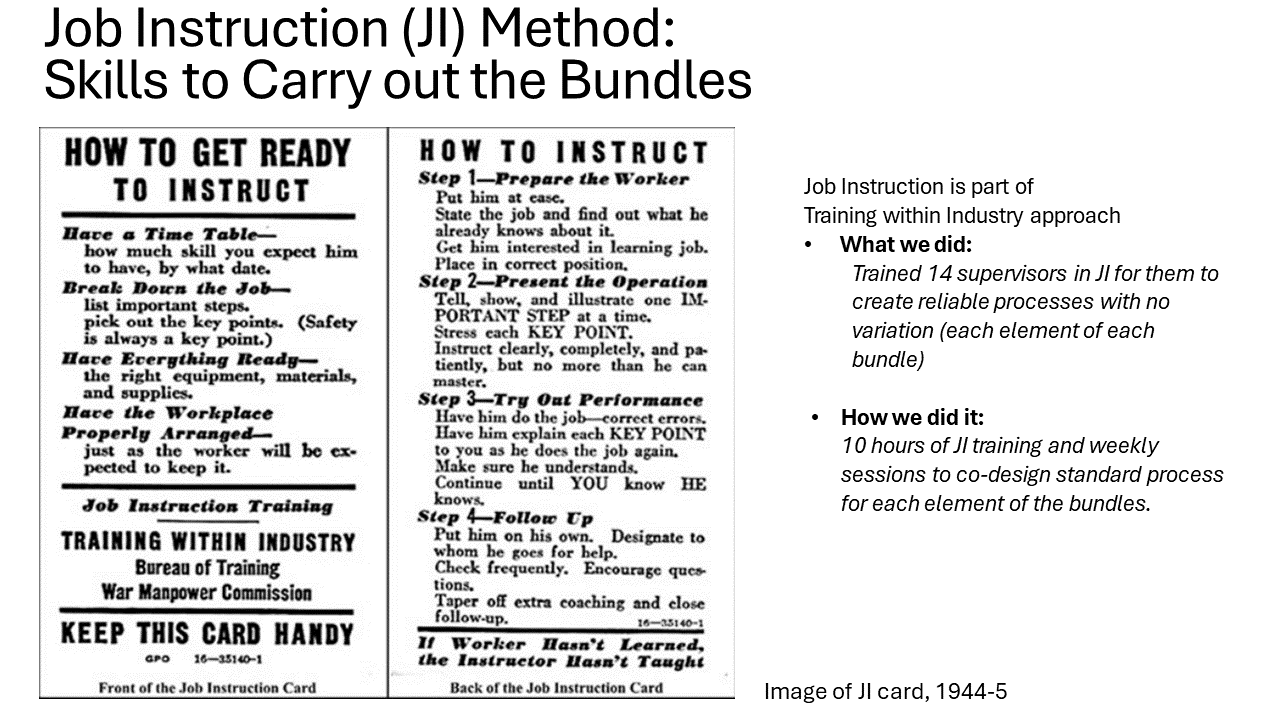 Job Instruction (JI) Method:
Skills to Carry out the Bundles
HOW TO GET READY
TO INSTRUCT
Have a Time Table—
how much skill you expect him
to have, by what date.
Break Down the Job—
list important steps.
pick out the key points. (Safety
is always a key point.)
Have Everything Ready—
the right equipment, materials,
and supplies.
Have the Workplace
Properly Arranged—
just as the worker will be ex-
pected to keep it.
Job Instruction Training
TRAINING WITHIN INDUSTRY
Bureau of Training
War Manpower Commission
KEEP THIS CARD HANDY
GPO 16—35140-1
Front of the Job Instruction Card
HOW TO INSTRUCT
Step 1—Prepare the Worker
Put him at ease.
State the job and find out what he
already knows about it.
Get him interested in learning job.
Place in correct position.
Step 2—Present the Operation
Tell, show, and illustrate one IM-
PORTANT STEP at a time.
Stress each KEY POINT.
Instruct clearly, completely, and pa-
tiently, but no more than he can
master.
Step 3—Try Out Performance
Have him do the job—correct errors.
Have him explain each KEY POINT
to you as he does the job again.
Make sure he understands.
Continue until YOU know HE
knows.
Step 4—Follow Up
Put him on his own. Designate to
whom he goes for help.
Check frequently. Encourage ques-
tions.
Taper off extra coaching and close
follow-up. 16—35140-1
If Worker Hasn't Learned,
the Instructor Hasn't Taught
Back of the Job Instruction Card
Job Instruction is part of
Training within Industry approach
• What we did:
Trained 14 supervisors in JI for them to
create reliable processes with no
variation (each element of each
bundle)
• How we did it:
10 hours of JI training and weekly
sessions to co-design standard process
for each element of the bundles.
Image of JI card, 1944-5